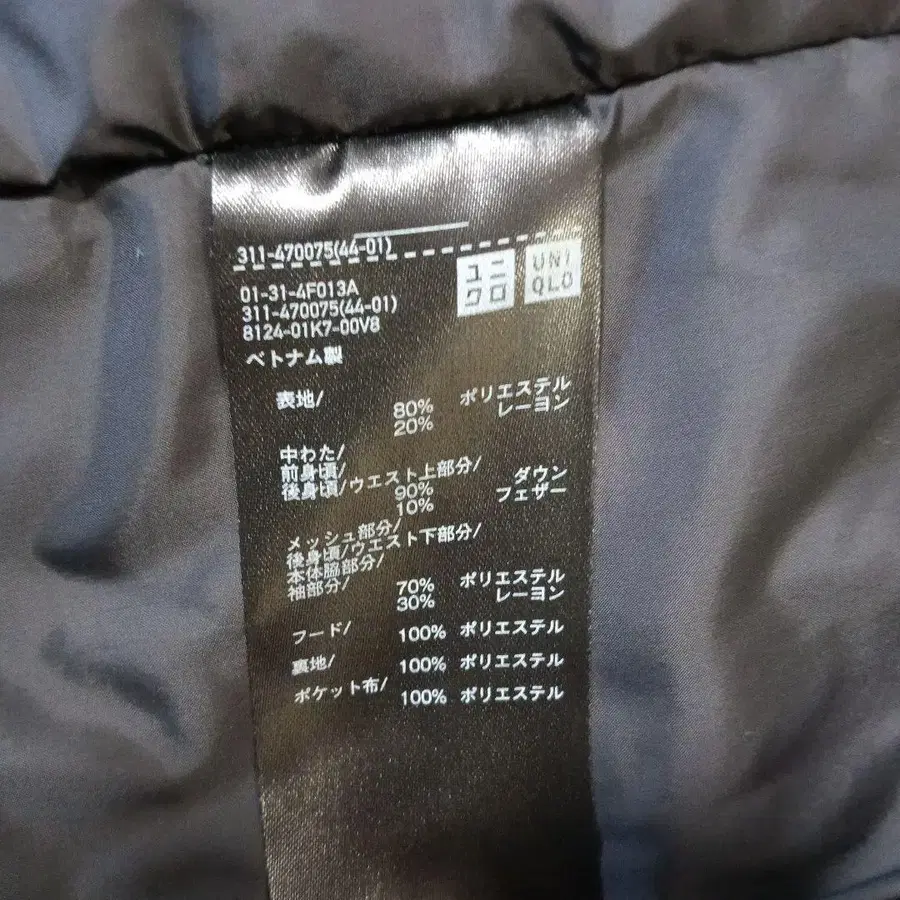 311-470075(44-01)
ユニ
クロ
UNI
QLO
01-31-4F013A
311-470075(44-01)
8124-01K7-00V8
ベトナム製
表地/
80% ポリエステル
20% レーヨン
中わた/
前身頃/
後身頃/ウエスト上部分/
90% ダウン
10% フェザー
メッシュ部分/
後身頃/ウエスト下部分/
本体脇部分/
袖部分/
70% ポリエステル
30% レーヨン
フード/ 100% ポリエステル
裏地/ 100% ポリエステル
ポケット布/ 100% ポリエステル